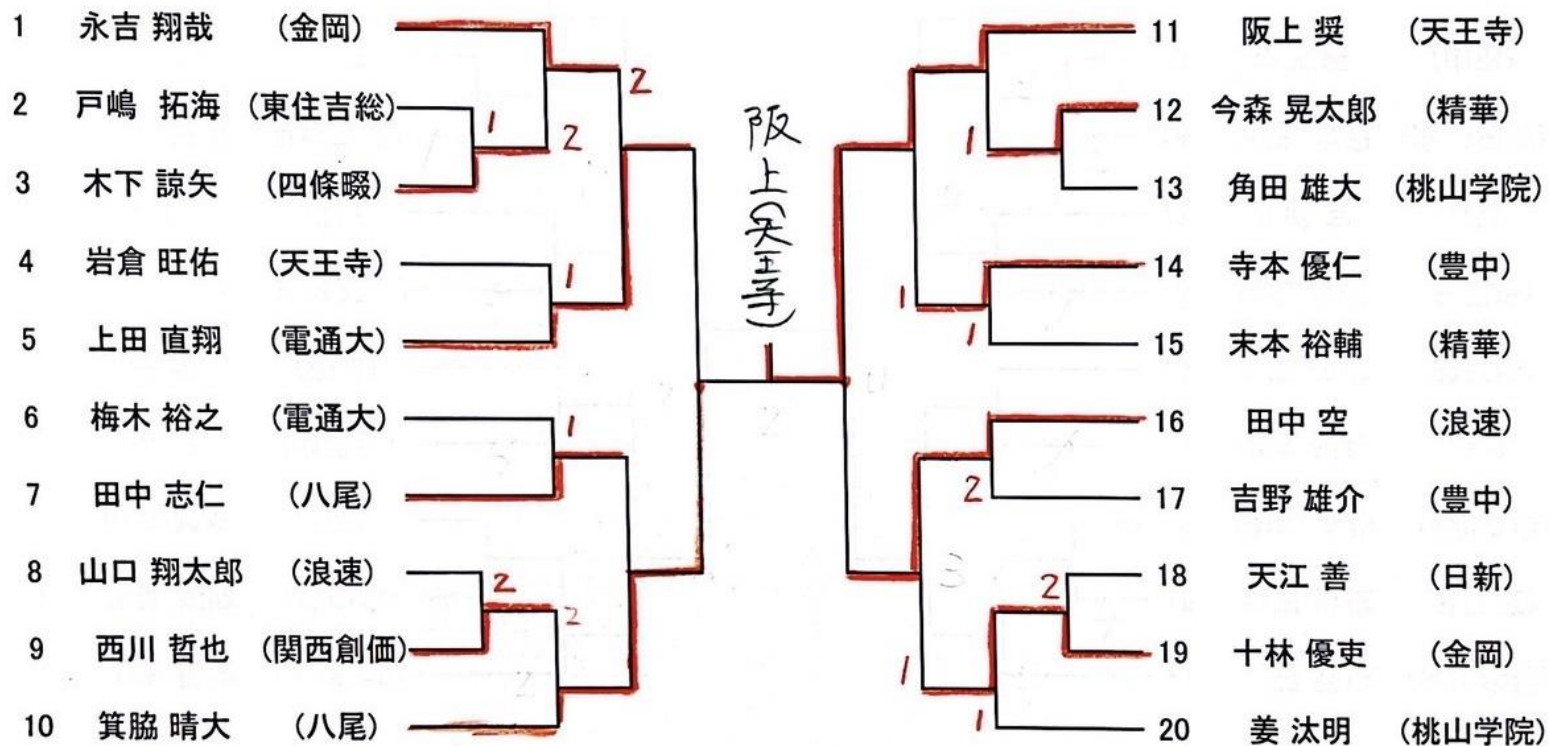 1 永吉 翔哉 (金岡)
2 戸嶋 拓海 (東住吉総)
3 木下 諒矢 (四條畷)
4 岩倉 旺佑 (天王寺)
5 上田 直翔 (電通大)
6 梅木 裕之 (電通大)
7 田中 志仁 (八尾)
8 山口 翔太郎 (浪速)
9 西川 哲也 (関西創価)
10 箕脇 晴大 (八尾)
2
1
2
1
1
2
2
阪上(天王寺)
11 阪上 奨 (天王寺)
12 今森 晃太郎 (精華)
13 角田 雄大 (桃山学院)
14 寺本 優仁 (豊中)
15 末本 裕輔 (精華)
16 田中 空 (浪速)
17 吉野 雄介 (豊中)
18 天江 善 (日新)
19 十林 優吏 (金岡)
20 姜 汰明 (桃山学院)
1
1
1
2
2
1
1